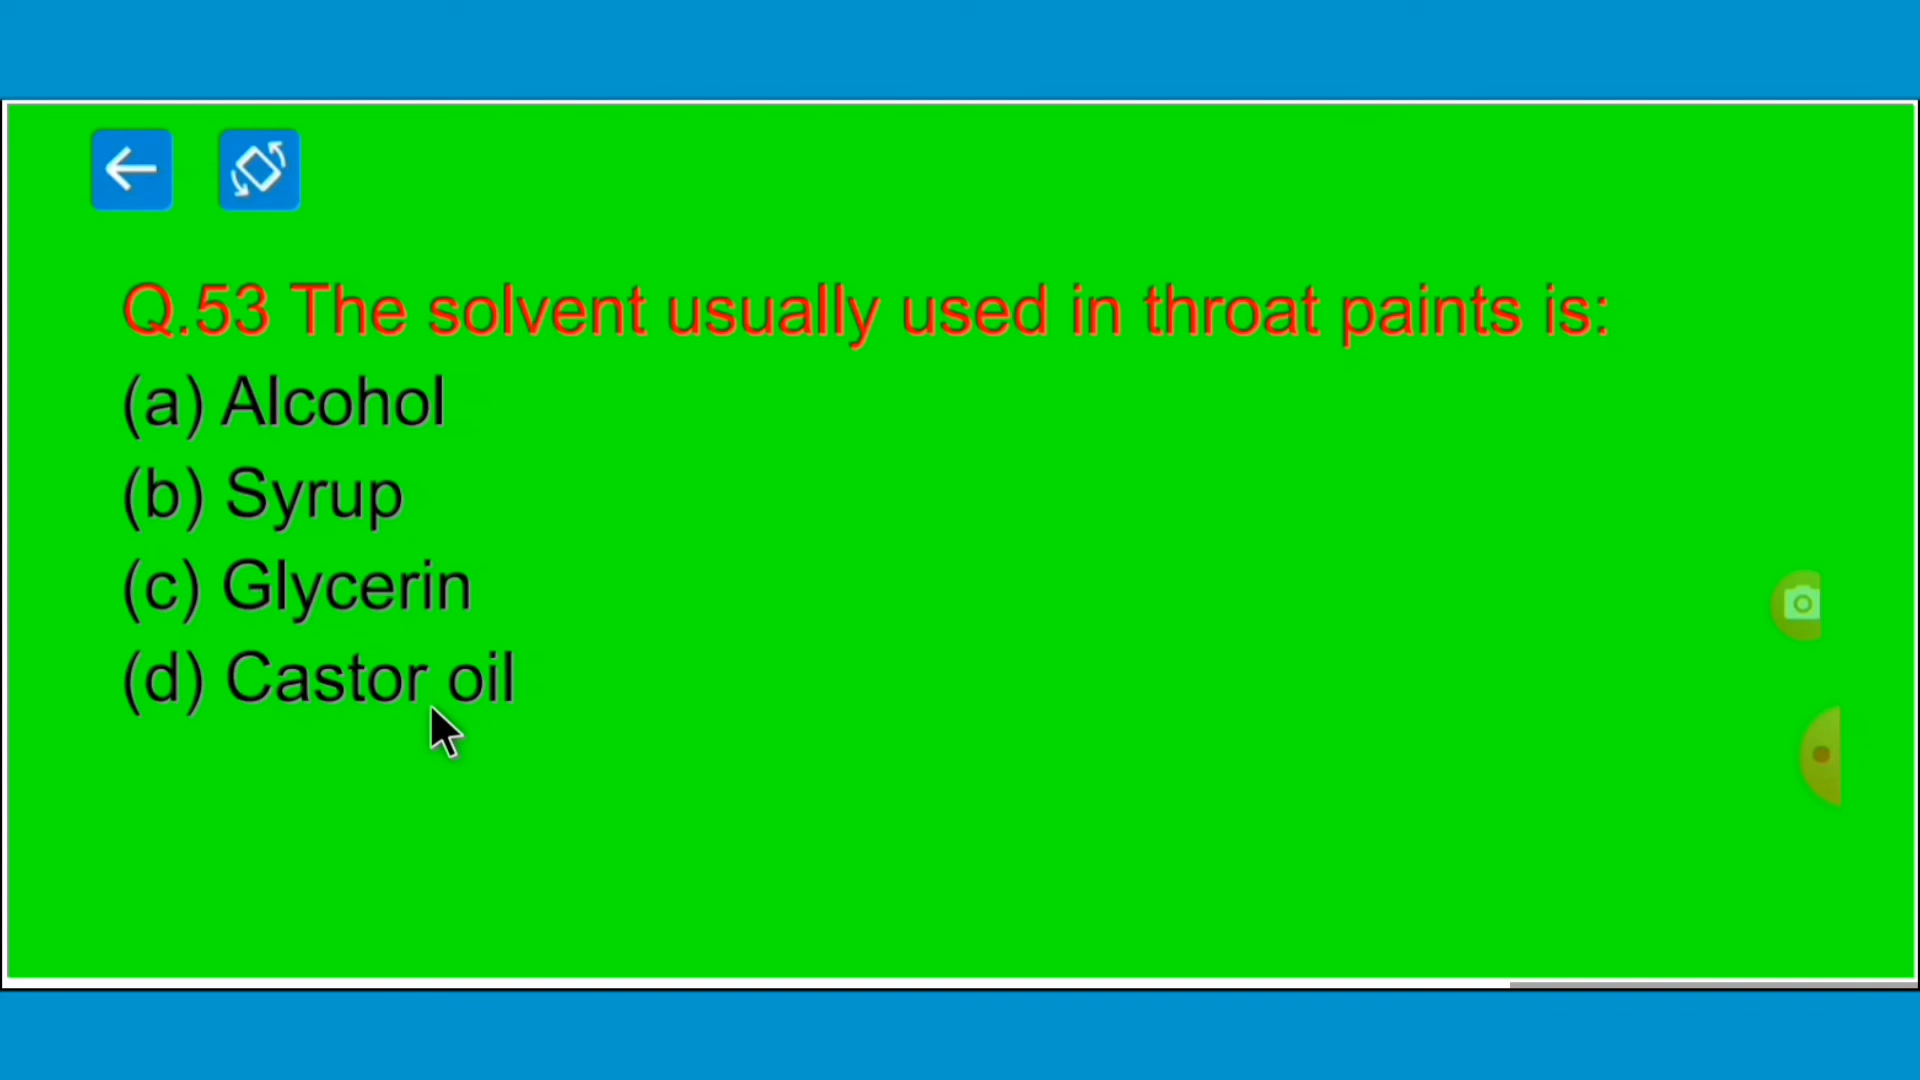 Q.53 The solvent usually used in throat paints is:
(a) Alcohol
(b) Syrup
(c) Glycerin
(d) Castor oil